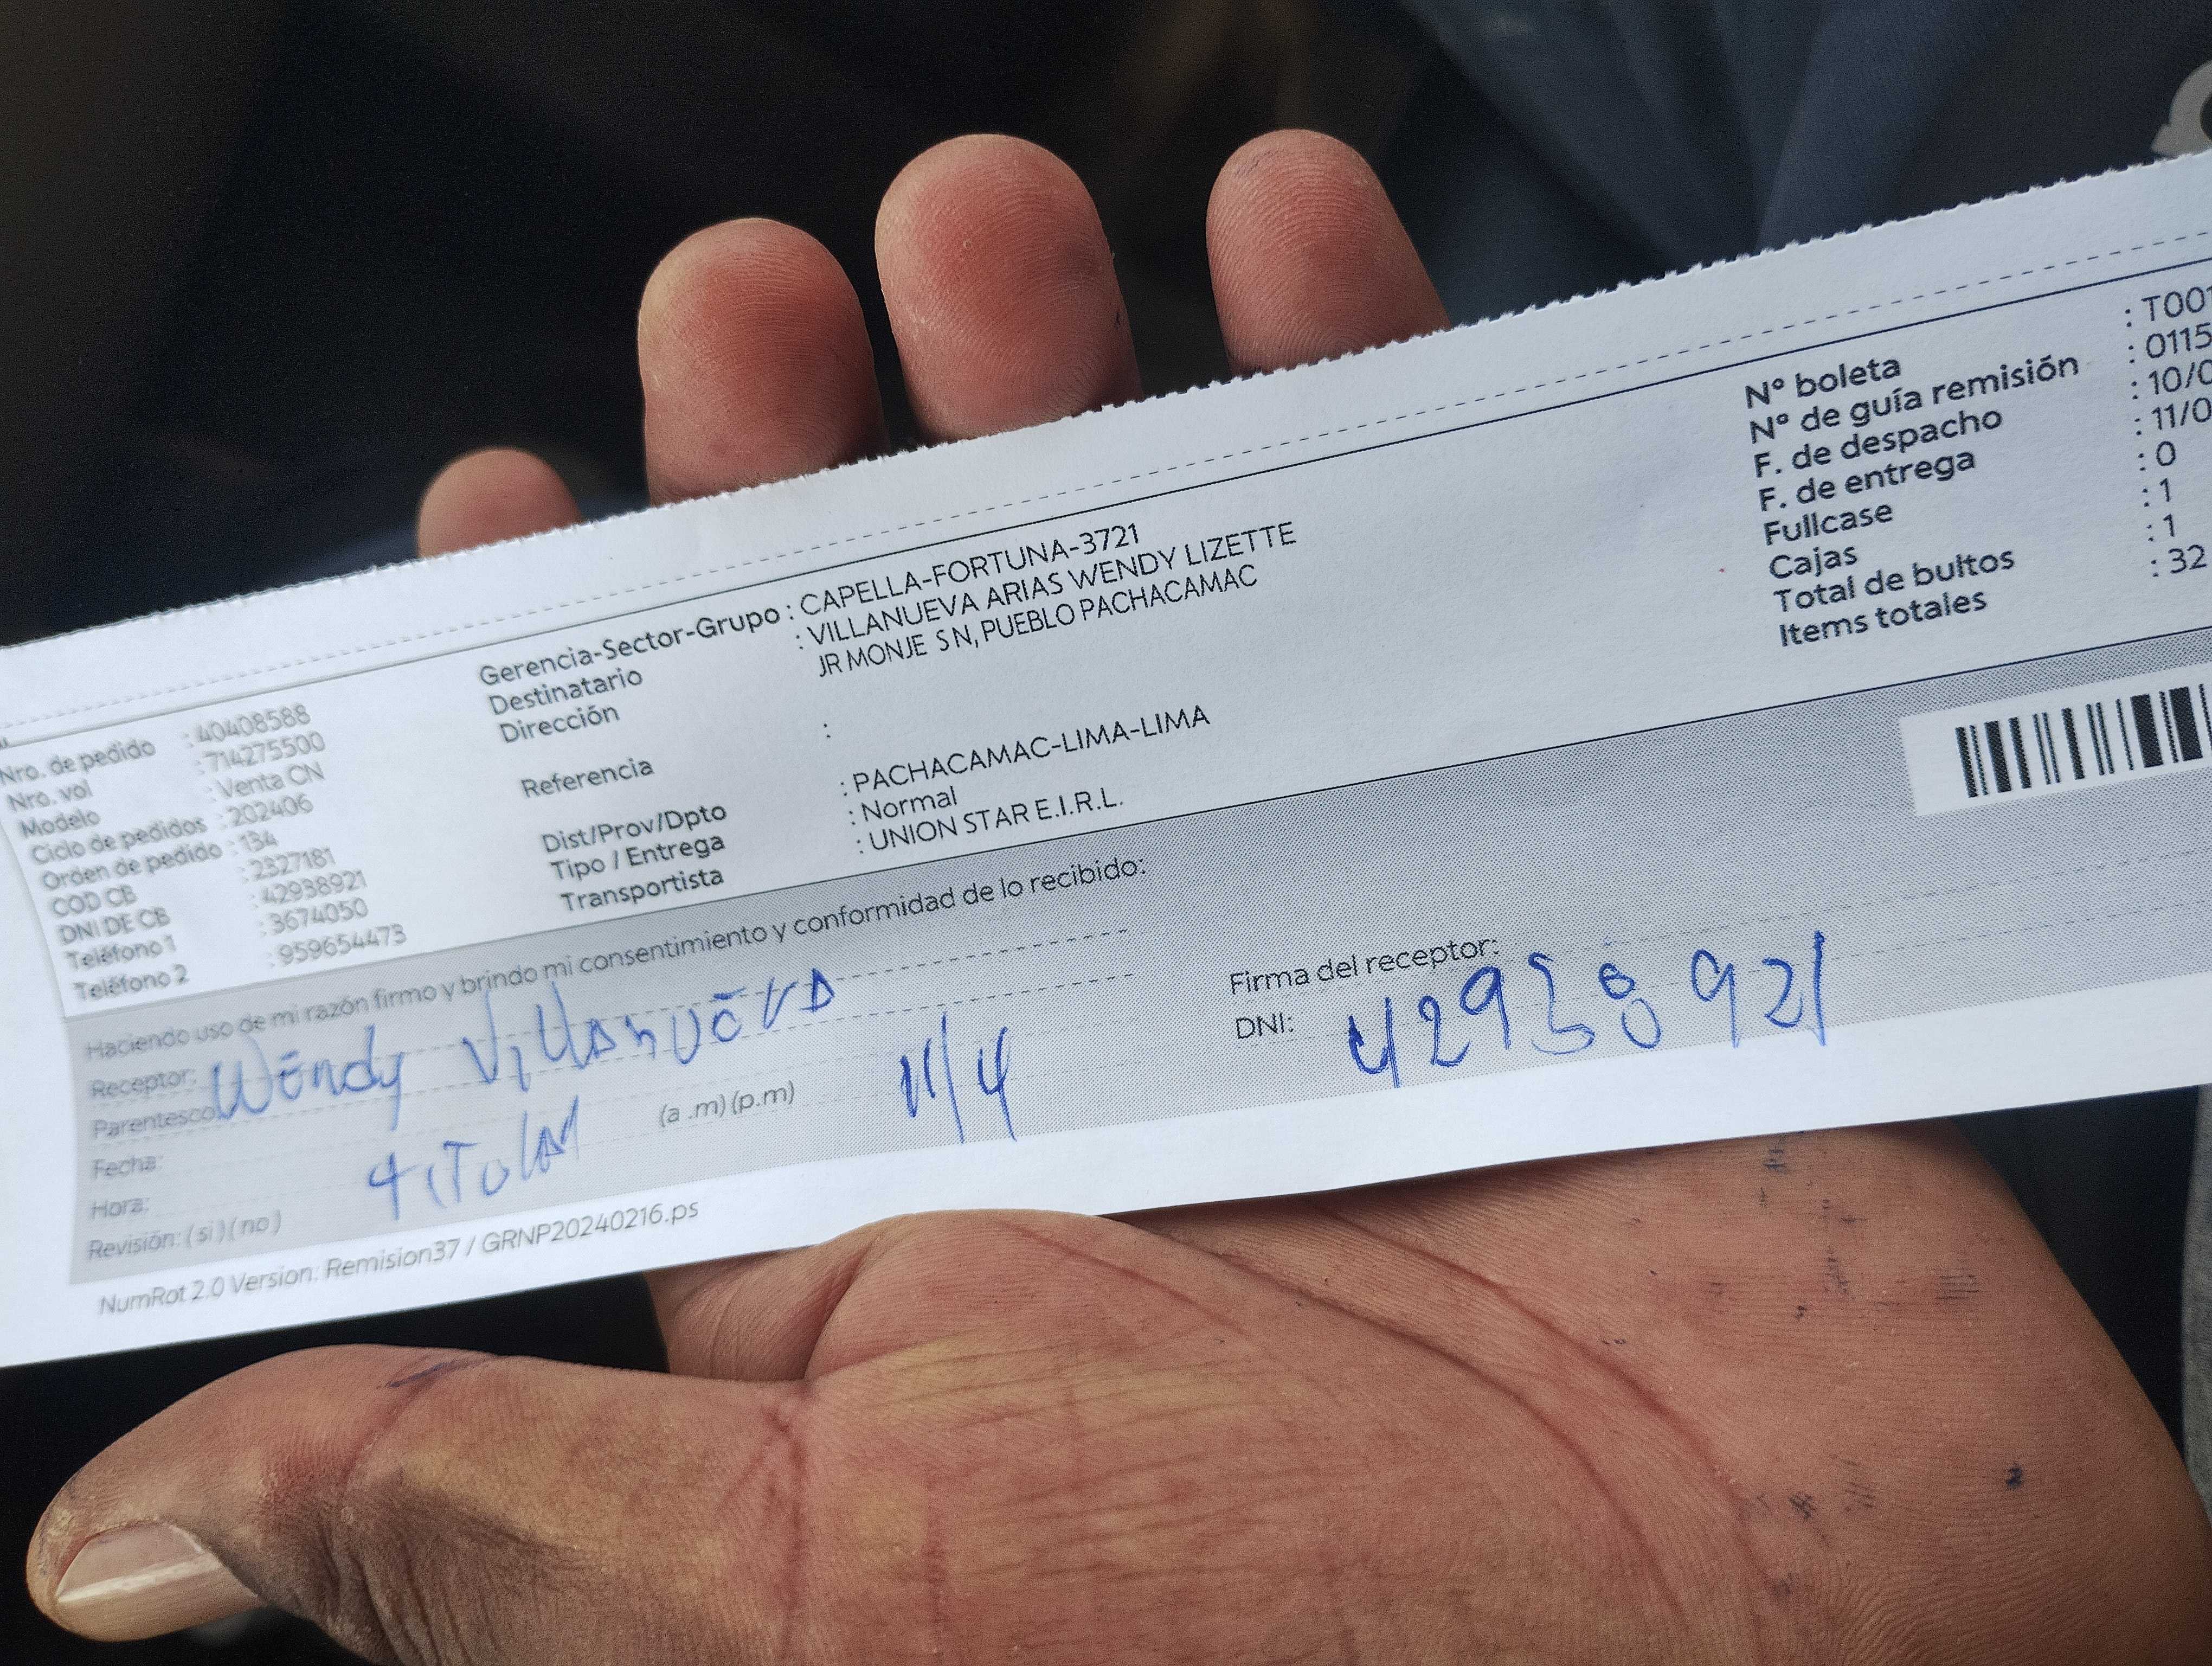 Nro. de pedido : 40408588
Nro. vol : 714275500
Modelo : Venta CN
Ciclo de pedidos : 202406
Orden de pedido : 134
COD CB : 2327181
DNI DE CB : 42938921
Teléfono 1 : 3674050
Teléfono 2 : 959654473
Gerencia-Sector-Grupo : CAPELLA-FORTUNA-3721
Destinatario : VILLANUEVA ARIAS WENDY LIZETTE
Dirección JR MONJE S N, PUEBLO PACHACAMAC
Referencia :
Dist/Prov/Dpto : PACHACAMAC-LIMA-LIMA
Tipo / Entrega : Normal
Transportista : UNION STAR E.I.R.L.
N° boleta : T001
N° de guía remisión : 0115
F. de despacho : 10/0
F. de entrega : 11/0
Fullcase : 0
Cajas : 1
Total de bultos : 1
Items totales : 32
Haciendo uso de mi razón firmo y brindo mi consentimiento y conformidad de lo recibido:
Receptor: Wendy Villanueva
Parentesco:
Fecha: 11/4
Hora: (a .m) (p.m)
Revisión: ( si ) ( no ) titular
Firma del receptor:
DNI: 42938921
NumRot 2.0 Version. Remision37 / GRNP20240216.ps